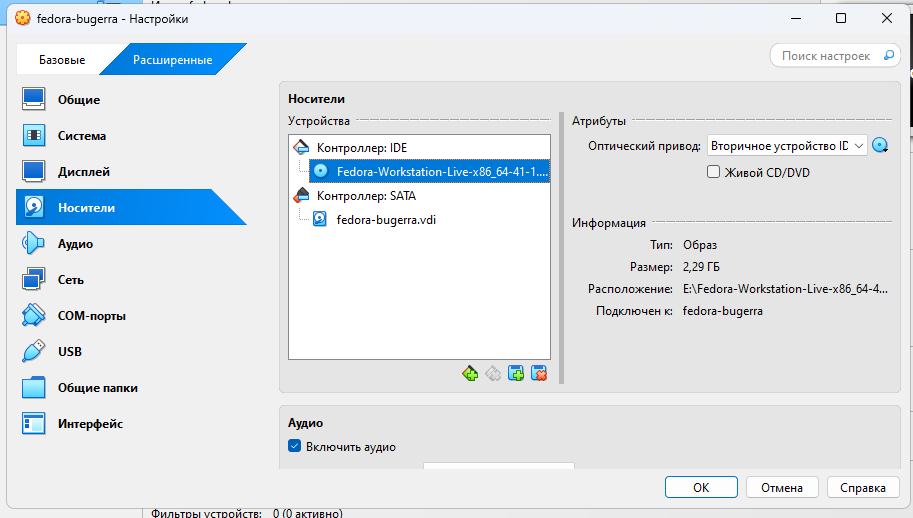 fedora-bugerra - Настройки
Базовые
Расширенные
Поиск настроек
Общие
Система
Дисплей
Носители
Аудио
Сеть
COM-порты
USB
Общие папки
Интерфейс
Носители
Устройства
Контроллер: IDE
Fedora-Workstation-Live-x86_64-41-1....
Контроллер: SATA
fedora-bugerra.vdi
Атрибуты
Оптический привод: Вторичное устройство ID
Живой CD/DVD
Информация
Тип: Образ
Размер: 2,29 ГБ
Расположение: E:\Fedora-Workstation-Live-x86_64-4...
Подключен к: fedora-bugerra
Аудио
Включить аудио
OK
Отмена
Справка
Фильтры устройств: 0 (0 активно)